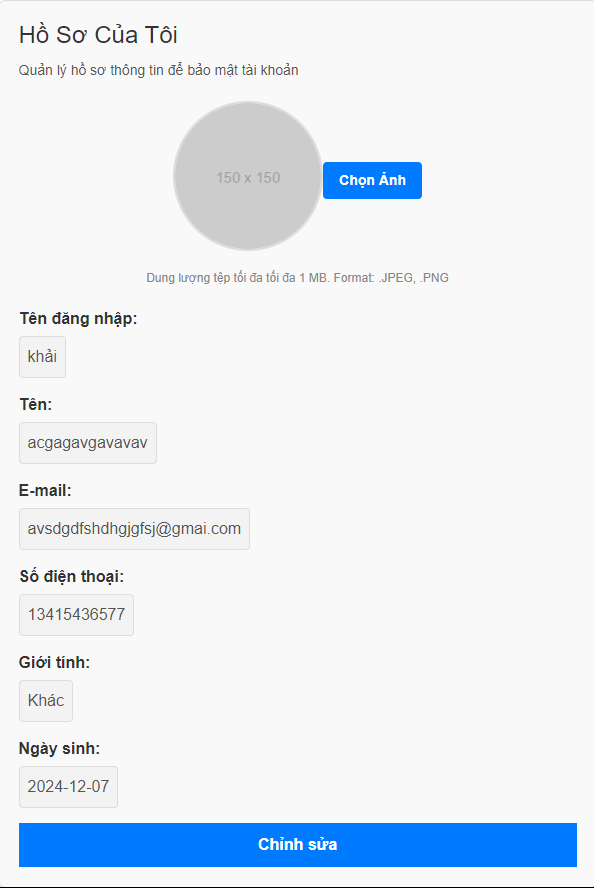 Hồ Sơ Của Tôi
Quản lý hồ sơ thông tin để bảo mật tài khoản
150 x 150
Chọn Ảnh
Dung lượng tệp tối đa tối đa 1 MB. Format: .JPEG, .PNG
Tên đăng nhập:
khải
Tên:
acgagavgavavav
E-mail:
avsdgdfshdhgjgfsj@gmai.com
Số điện thoại:
13415436577
Giới tính:
Khác
Ngày sinh:
2024-12-07
Chỉnh sửa